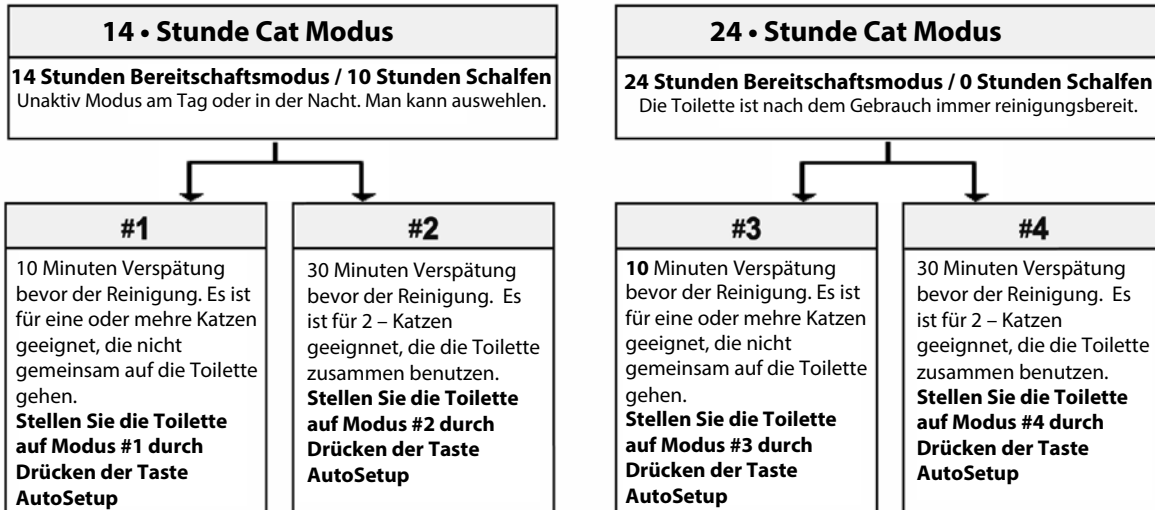 14 • Stunde Cat Modus
14 Stunden Bereitschaftsmodus / 10 Stunden Schalfen
Unaktiv Modus am Tag oder in der Nacht. Man kann auswehlen.
#1
10 Minuten Verspätung
bevor der Reinigung. Es ist
für eine oder mehre Katzen
geeignet, die nicht
gemeinsam auf die Toilette
gehen.
Stellen Sie die Toilette
auf Modus #1 durch
Drücken der Taste
AutoSetup
#2
30 Minuten Verspätung
bevor der Reinigung. Es
ist für 2 – Katzen
geeignnet, die die Toilette
zusammen benutzen.
Stellen Sie die Toilette
auf Modus #2 durch
Drücken der Taste
AutoSetup
24 • Stunde Cat Modus
24 Stunden Bereitschaftsmodus / 0 Stunden Schalfen
Die Toilette ist nach dem Gebrauch immer reinigungsbereit.
#3
10 Minuten Verspätung
bevor der Reinigung. Es ist
für eine oder mehre Katzen
geeignet, die nicht
gemeinsam auf die Toilette
gehen.
Stellen Sie die Toilette
auf Modus #3 durch
Drücken der Taste
AutoSetup
#4
30 Minuten Verspätung
bevor der Reinigung. Es
ist für 2 – Katzen
geeignnet, die die Toilette
zusammen benutzen.
Stellen Sie die Toilette
auf Modus #4 durch
Drücken der Taste
AutoSetup